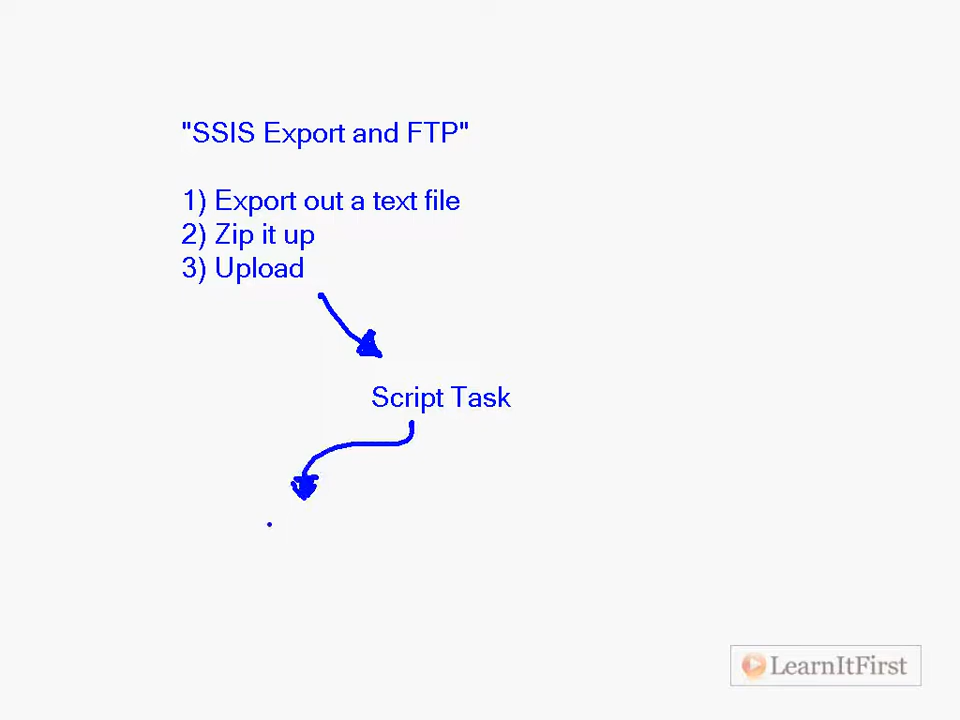 "SSIS Export and FTP"
1) Export out a text file
2) Zip it up
3) Upload
Script Task
LearnItFirst